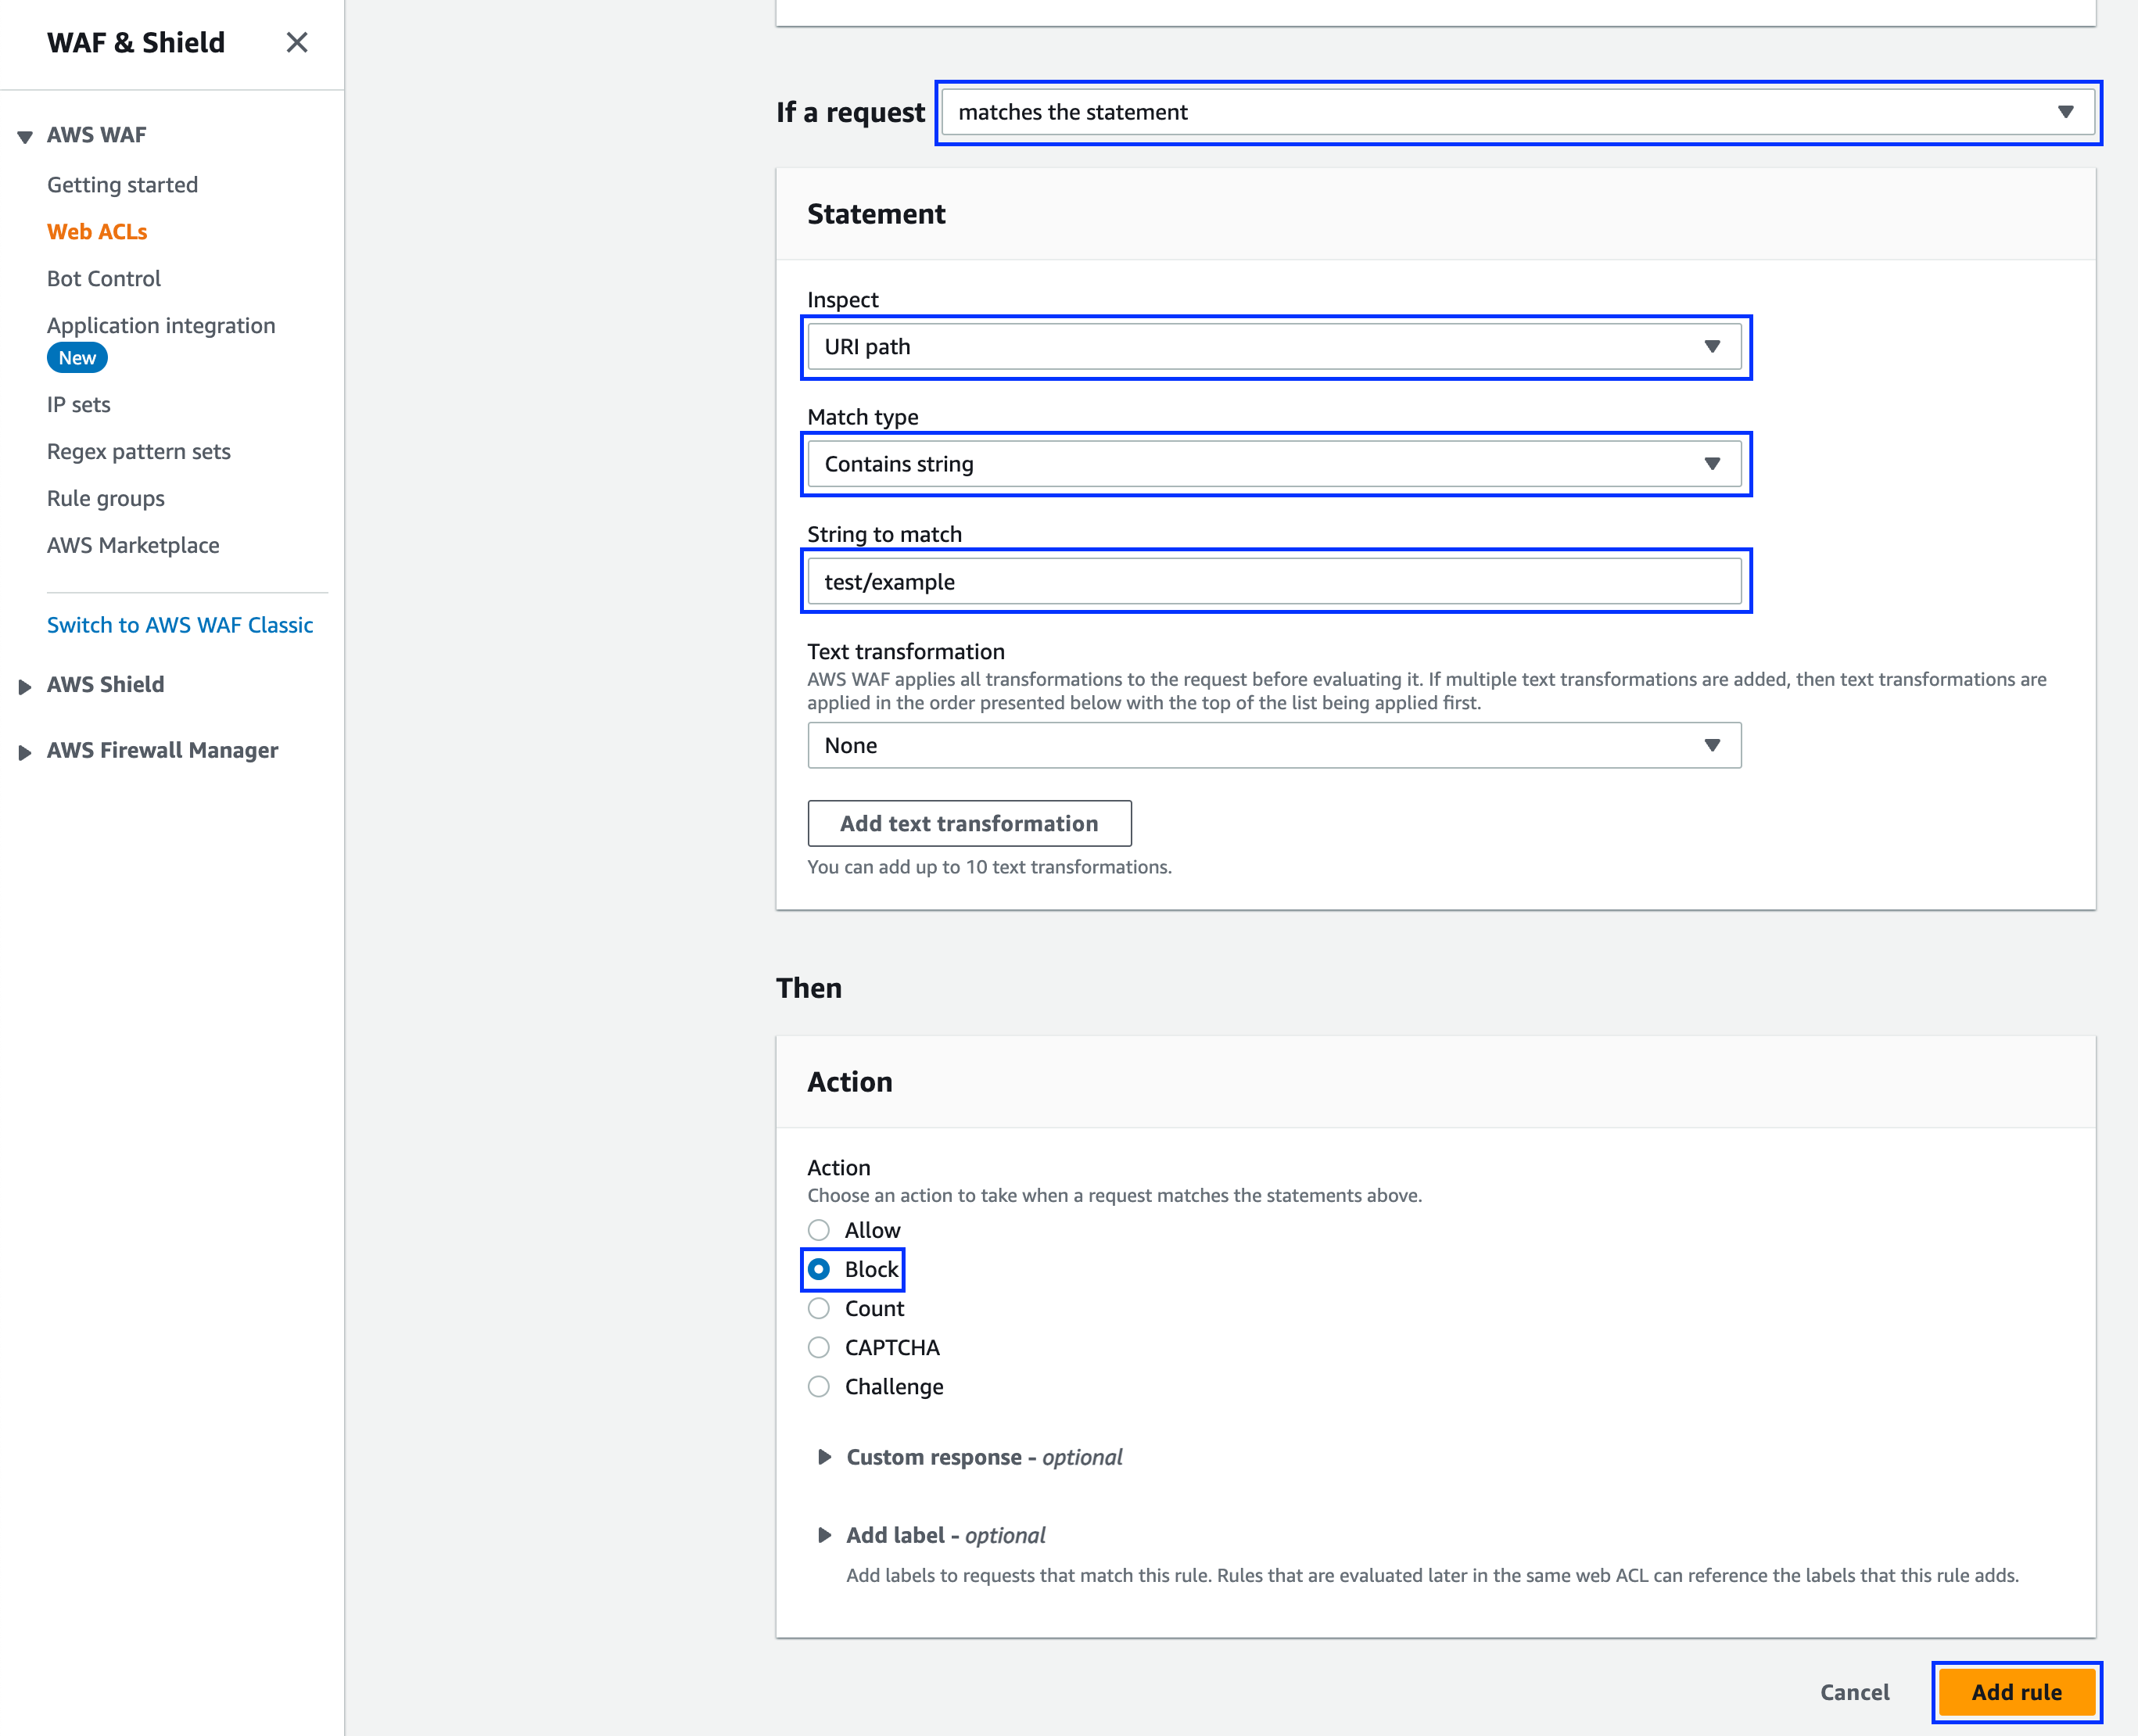 WAF & Shield
AWS WAF
Getting started
Web ACLs
Bot Control
Application integration
New
IP sets
Regex pattern sets
Rule groups
AWS Marketplace
Switch to AWS WAF Classic
AWS Shield
AWS Firewall Manager
If a request matches the statement
Statement
Inspect
URI path
Match type
Contains string
String to match
test/example
Text transformation
AWS WAF applies all transformations to the request before evaluating it. If multiple text transformations are added, then text transformations are
applied in the order presented below with the top of the list being applied first.
None
Add text transformation
You can add up to 10 text transformations.
Then
Action
Action
Choose an action to take when a request matches the statements above.
Allow
Block
Count
CAPTCHA
Challenge
Custom response - optional
Add label - optional
Add labels to requests that match this rule. Rules that are evaluated later in the same web ACL can reference the labels that this rule adds.
Cancel
Add rule